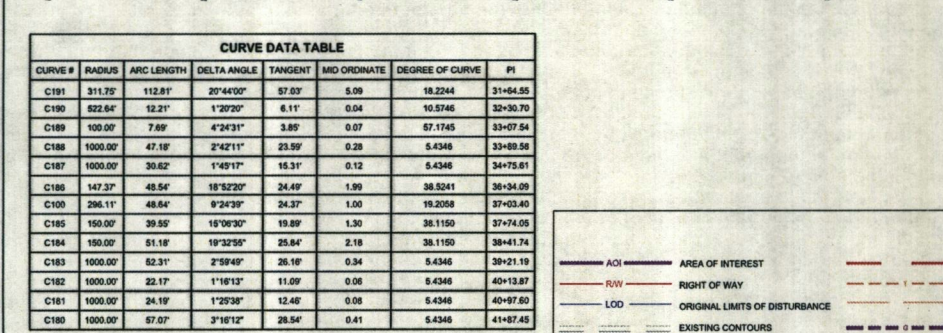 CURVE DATA TABLE
CURVE # RADIUS ARC LENGTH DELTA ANGLE TANGENT MID ORDINATE DEGREE OF CURVE PI
C191 311.75' 112.81' 20°44'00" 57.03' 5.09 18.2244 31+64.55
C190 522.64' 12.21' 1°20'20" 6.11' 0.04 10.5746 32+30.70
C189 100.00' 7.69' 4°24'31" 3.85' 0.07 57.1745 33+07.54
C188 1000.00' 47.18' 2°42'11" 23.59' 0.28 5.4346 33+89.56
C187 1000.00' 30.62' 1°45'17" 15.31' 0.12 5.4346 34+75.61
C186 147.37' 48.54' 18°52'20" 24.49' 1.99 38.5241 36+34.09
C100 296.11' 48.64' 9°24'39" 24.37' 1.00 19.2058 37+03.40
C185 150.00' 39.55' 15°06'30" 19.89' 1.30 38.1150 37+74.05
C184 150.00' 51.18' 19°32'55" 25.84' 2.18 38.1150 38+41.74
C183 1000.00' 52.31' 2°59'49" 26.16' 0.34 5.4346 39+21.19
C182 1000.00' 22.17' 1°16'13" 11.09' 0.06 5.4346 40+13.87
C181 1000.00' 24.19' 1°25'38" 12.46' 0.08 5.4346 40+97.60
C180 1000.00' 57.07' 3°16'12" 28.54' 0.41 5.4346 41+87.45
AOI AREA OF INTEREST
R/W RIGHT OF WAY
LOD ORIGINAL LIMITS OF DISTURBANCE
EXISTING CONTOURS G